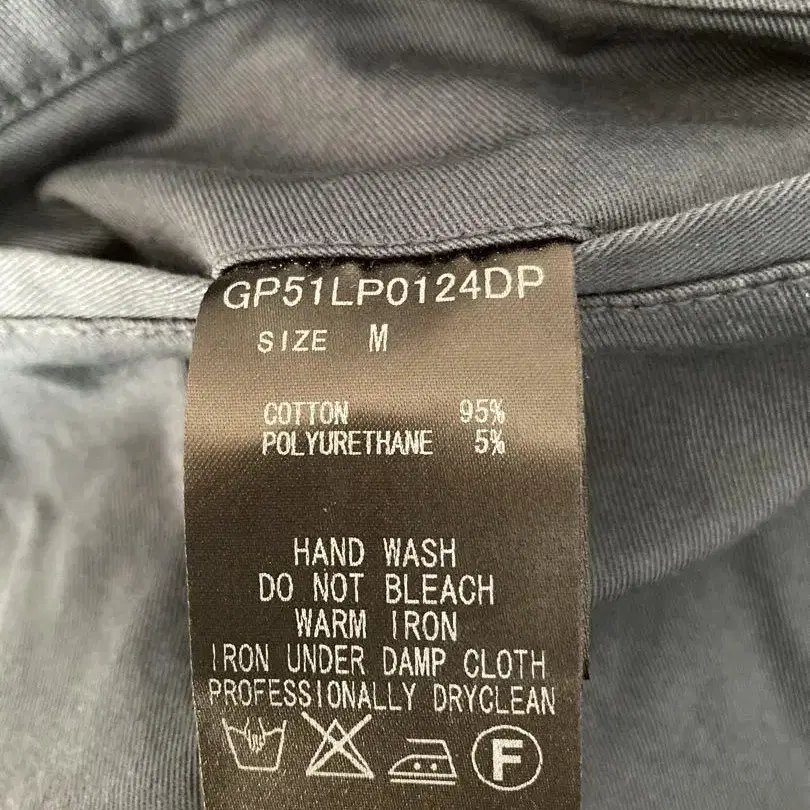 GP51LP0124DP
SIZE M
COTTON 95%
POLYURETHANE 5%
HAND WASH
DO NOT BLEACH
WARM IRON
IRON UNDER DAMP CLOTH
PROFESSIONALLY DRYCLEAN
F